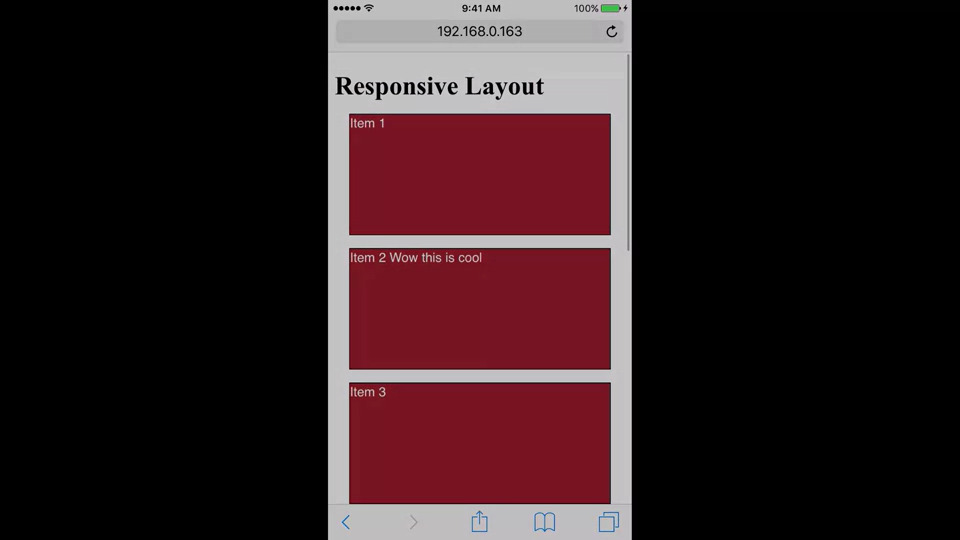 9:41 AM
100%
192.168.0.163
Responsive Layout
Item 1
Item 2 Wow this is cool
Item 3